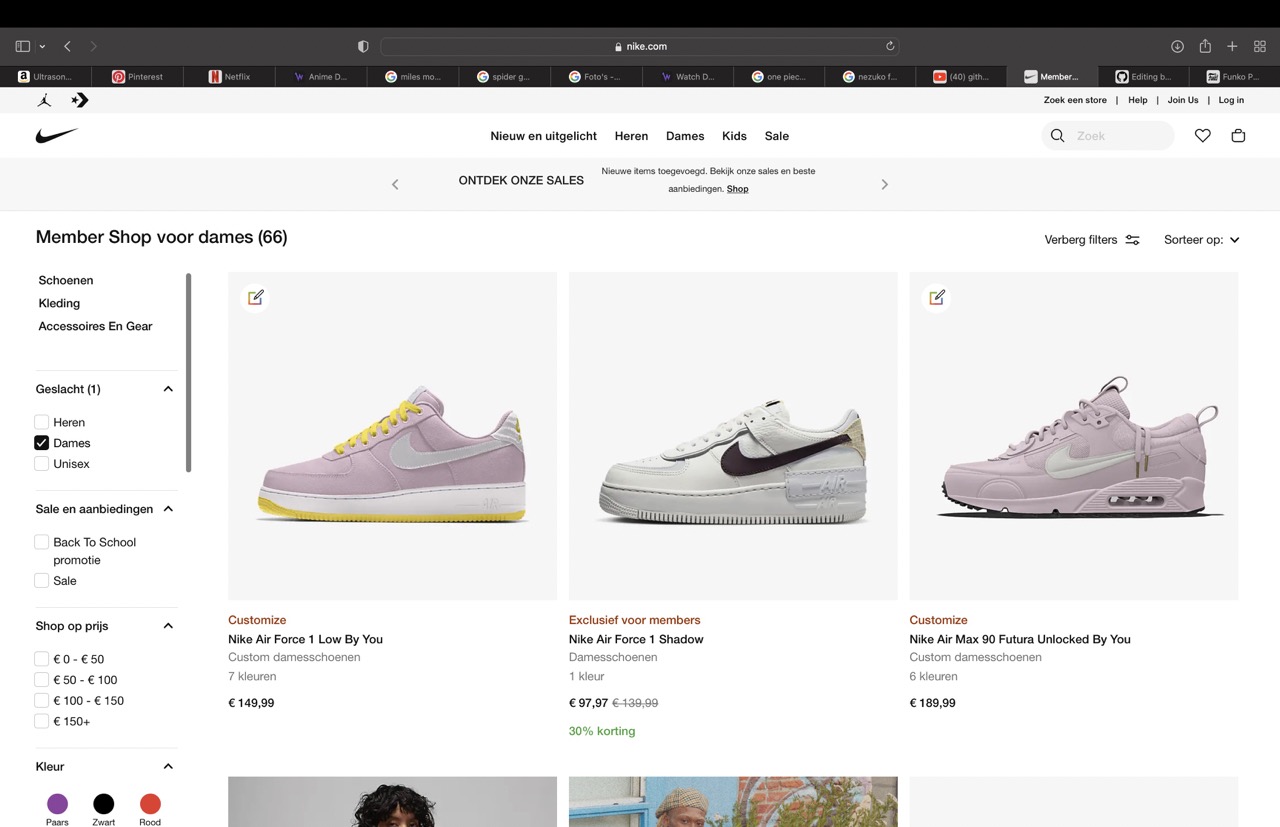 nike.com
Ultrason...
Pinterest
Netflix
Anime D...
miles mo...
spider g...
Foto's -...
Watch D...
one piec...
nezuko f...
(40) gith...
Member...
Editing b...
Funko P...
Zoek een store | Help | Join Us | Log in
Nieuw en uitgelicht Heren Dames Kids Sale
Zoek
ONTDEK ONZE SALES
Nieuwe items toegevoegd. Bekijk onze sales en beste
aanbiedingen. Shop
Member Shop voor dames (66)
Verberg filters
Sorteer op:
Schoenen
Kleding
Accessoires En Gear
Geslacht (1)
Heren
Dames
Unisex
Sale en aanbiedingen
Back To School
promotie
Sale
Shop op prijs
€ 0 - € 50
€ 50 - € 100
€ 100 - € 150
€ 150+
Kleur
Paars
Zwart
Rood
Customize
Nike Air Force 1 Low By You
Custom damesschoenen
7 kleuren
€ 149,99
AIR
Exclusief voor members
Nike Air Force 1 Shadow
Damesschoenen
1 kleur
€ 97,97 € 139,99
30% korting
Customize
Nike Air Max 90 Futura Unlocked By You
Custom damesschoenen
6 kleuren
€ 189,99